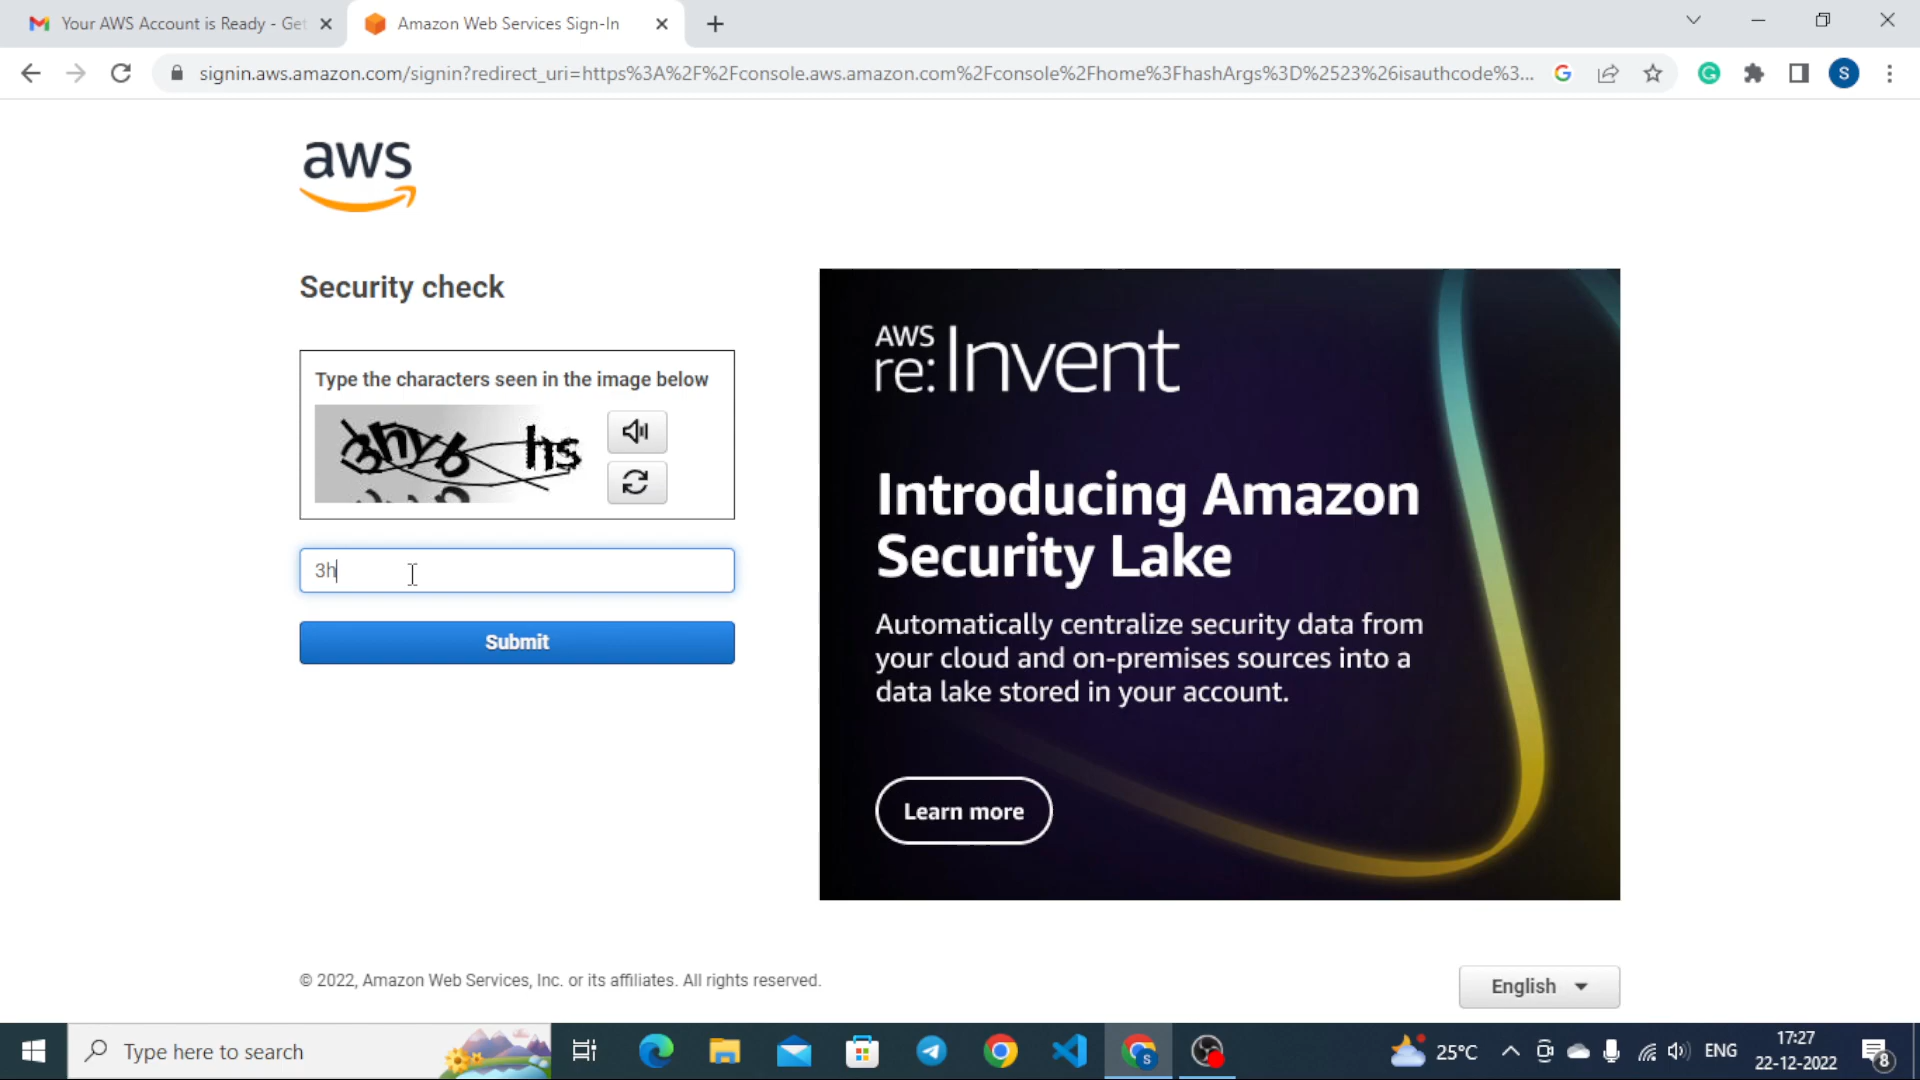 Your AWS Account is Ready - Get
Amazon Web Services Sign-In
signin.aws.amazon.com/signin?redirect_uri=https%3A%2F%2Fconsole.aws.amazon.com%2Fconsole%2Fhome%3FhashArgs%3D%2523%26isauthcode%3...
S
aws
Security check
Type the characters seen in the image below
3hy6 hs
3h
Submit
AWS
re:Invent
Introducing Amazon
Security Lake
Automatically centralize security data from
your cloud and on-premises sources into a
data lake stored in your account.
Learn more
© 2022, Amazon Web Services, Inc. or its affiliates. All rights reserved.
English
Type here to search
S
25°C
ENG
17:27
22-12-2022
8